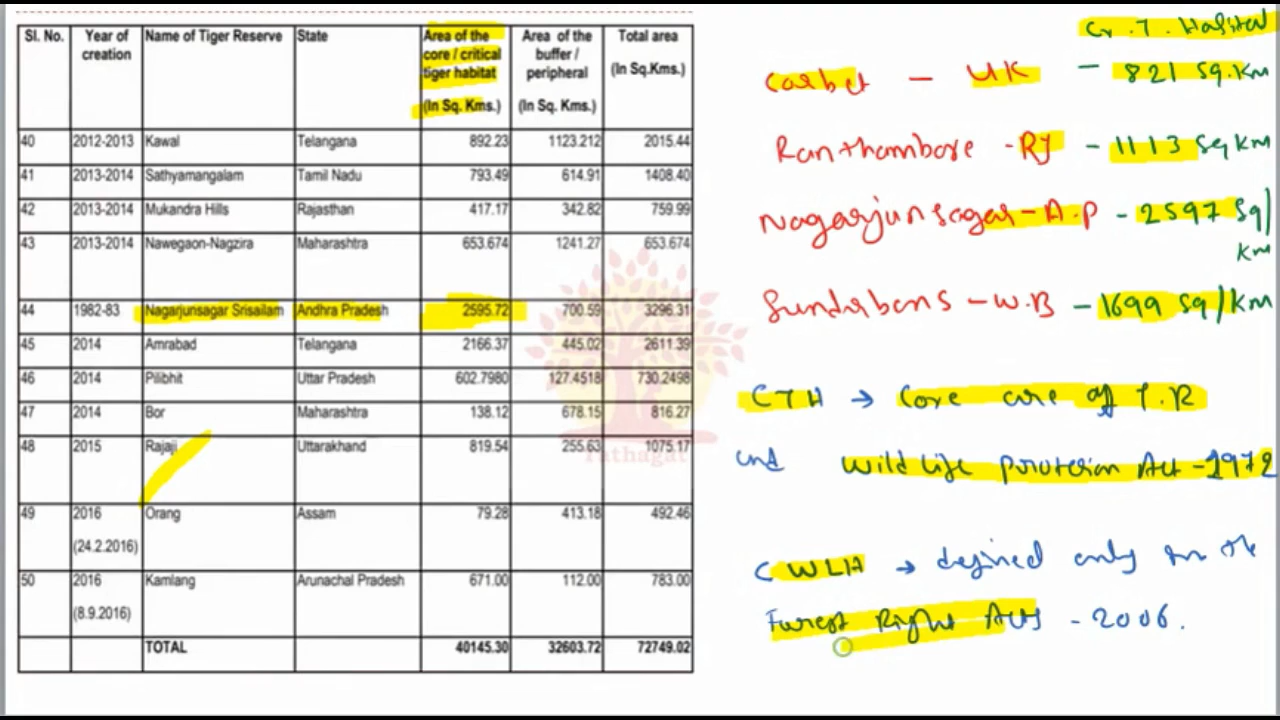 Sl. No. Year of creation Name of Tiger Reserve State Area of the core / critical tiger habitat (In Sq. Kms.) Area of the buffer / peripheral (In Sq. Kms.) Total area (In Sq.Kms.)
40 2012-2013 Kawal Telangana 892.23 1123.212 2015.44
41 2013-2014 Sathyamangalam Tamil Nadu 793.49 614.91 1408.40
42 2013-2014 Mukandra Hills Rajasthan 417.17 342.82 759.99
43 2013-2014 Nawegaon-Nagzira Maharashtra 653.674 1241.27 653.674
44 1982-83 Nagarjunsagar Srisailam Andhra Pradesh 2595.72 700.59 3296.31
45 2014 Amrabad Telangana 2166.37 445.02 2611.39
46 2014 Pilibhit Uttar Pradesh 602.7980 127.4518 730.2498
47 2014 Bor Maharashtra 138.12 678.15 816.27
48 2015 Rajaji Uttarakhand 819.54 255.63 1075.17
49 2016 (24.2.2016) Orang Assam 79.28 413.18 492.46
50 2016 (8.9.2016) Kamlang Arunachal Pradesh 671.00 112.00 783.00
TOTAL 40145.30 32603.72 72749.02
Tathagat
Cr. T. Habitat
Corbet - UK - 821 Sq.Km
Ranthambore - RJ - 1113 Sq Km
Nagarjunsagar - A.P - 2597 Sq/
Km
Sundarbans - W.B - 1699 Sq/Km
CTH → Core are of T.R
und Wild life protection Act - 1972
CWLH → defined only in the
Forest Right Acts - 2006.